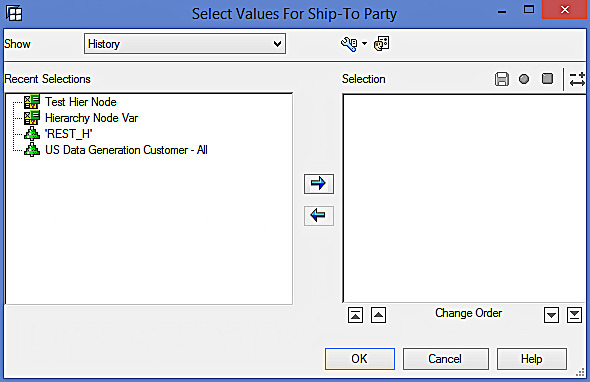 Select Values For Ship-To Party
Show History
Recent Selections
Test Hier Node
Hierarchy Node Var
'REST_H'
US Data Generation Customer - All
Selection
Change Order
OK Cancel Help